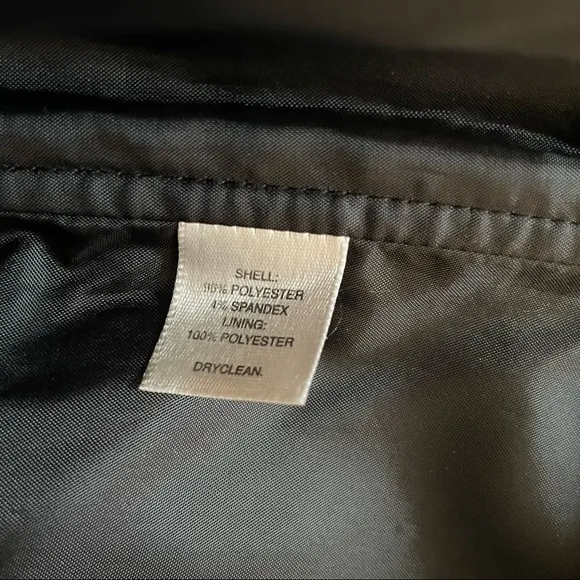 SHELL:
96% POLYESTER
4% SPANDEX
LINING:
100% POLYESTER
DRYCLEAN.